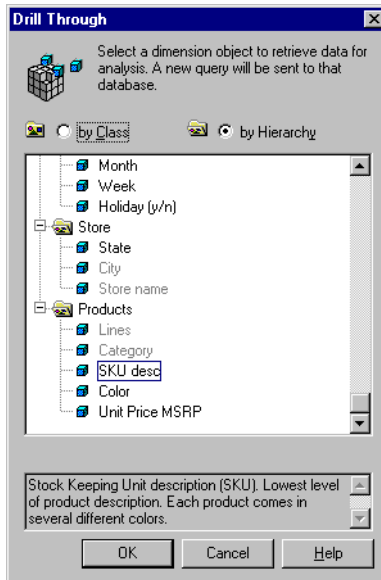 Drill Through
Select a dimension object to retrieve data for
analysis. A new query will be sent to that
database.
by Class
by Hierarchy
Month
Week
Holiday (y/n)
Store
State
City
Store name
Products
Lines
Category
SKU desc
Color
Unit Price MSRP
Stock Keeping Unit description (SKU). Lowest level
of product description. Each product comes in
several different colors.
OK
Cancel
Help